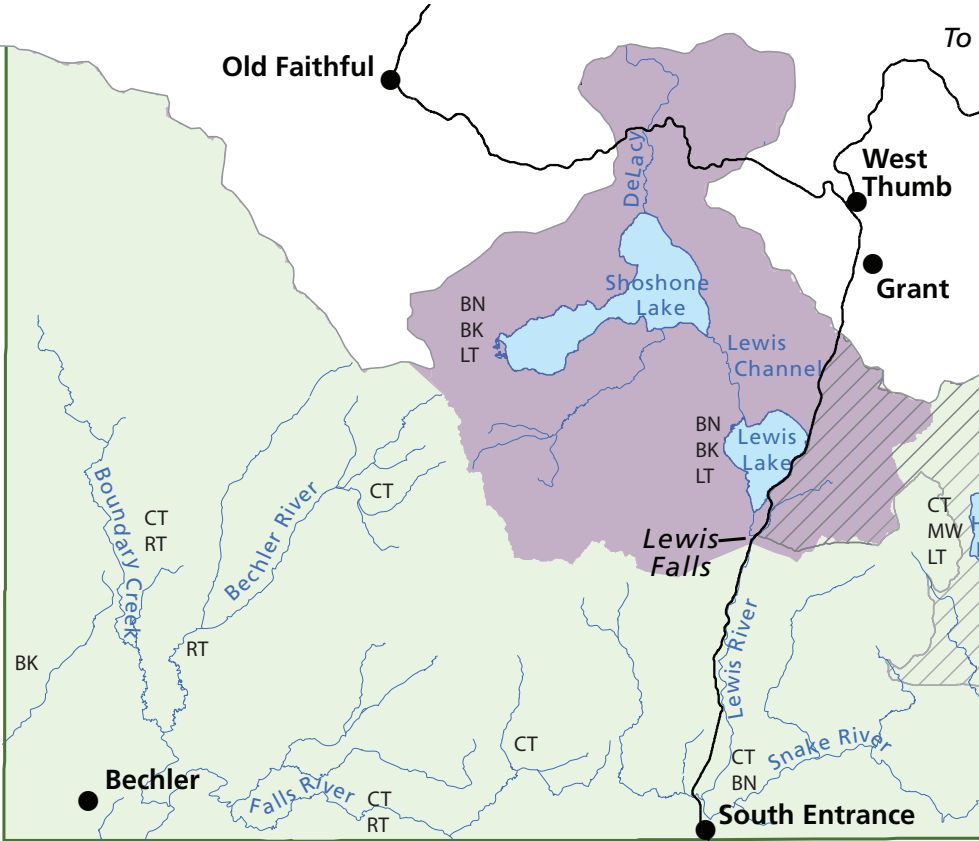 To
Old Faithful
DeLacy
West
Thumb
Grant
Shoshone
Lake
BN
BK
LT
Lewis
Channel
BN
BK
LT
Lewis
Lake
Boundary Creek
CT
RT
Bechler River
CT
CT
MW
LT
Lewis
Falls
Lewis River
RT
BK
CT
Snake River
CT
BN
Bechler
Falls River
CT
RT
South Entrance